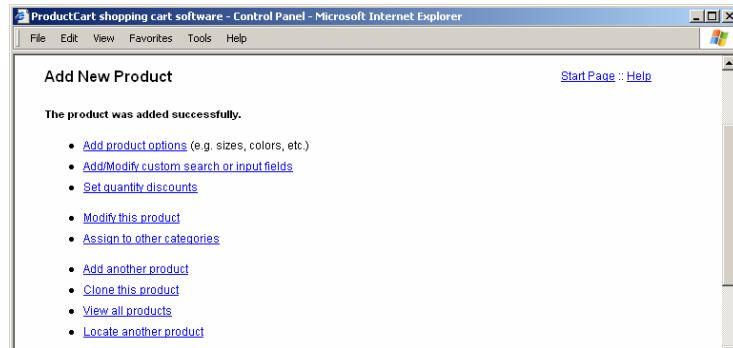 ProductCart shopping cart software - Control Panel - Microsoft Internet Explorer
File Edit View Favorites Tools Help
Add New Product
Start Page :: Help
The product was added successfully.
Add product options (e.g. sizes, colors, etc.)
Add/Modify custom search or input fields
Set quantity discounts
Modify this product
Assign to other categories
Add another product
Clone this product
View all products
Locate another product